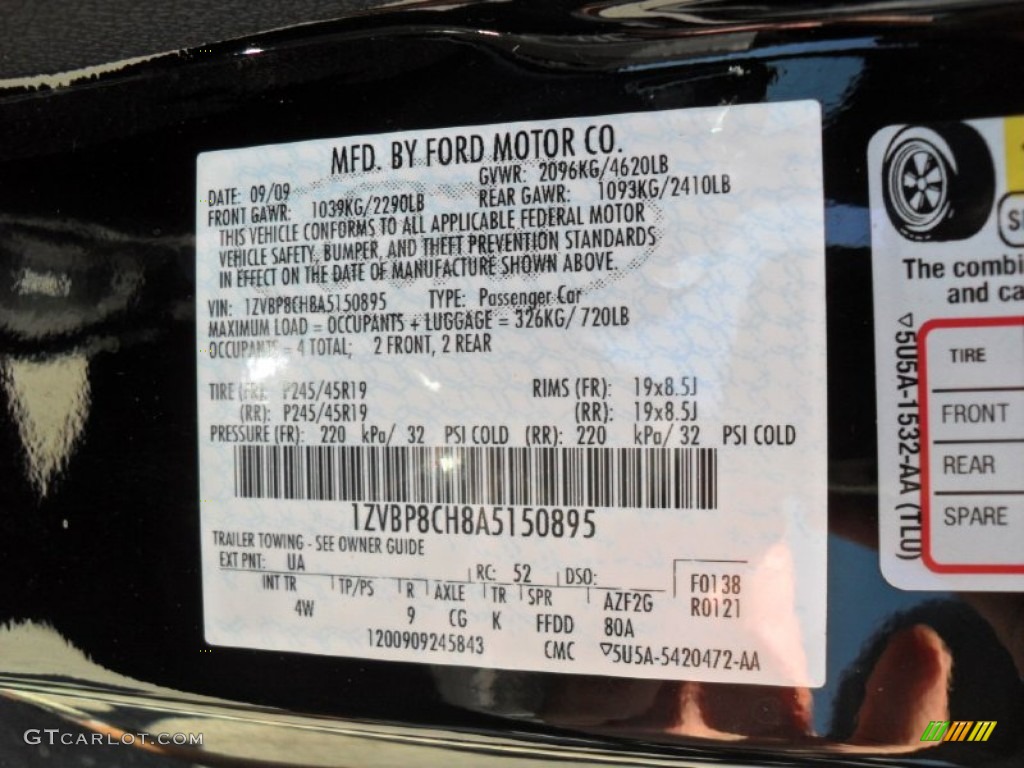 MFD. BY FORD MOTOR CO.
DATE: 09/09 GVWR: 2096KG/4620LB
FRONT GAWR: 1039KG/2290LB REAR GAWR: 1093KG/2410LB
THIS VEHICLE CONFORMS TO ALL APPLICABLE FEDERAL MOTOR
VEHICLE SAFETY, BUMPER, AND THEFT PREVENTION STANDARDS
IN EFFECT ON THE DATE OF MANUFACTURE SHOWN ABOVE.
VIN: 1ZVBP8CH8A5150895 TYPE: Passenger Car
MAXIMUM LOAD = OCCUPANTS + LUGGAGE = 326KG/ 720LB
OCCUPANTS = 4 TOTAL; 2 FRONT, 2 REAR
TIRE (FR): P245/45R19 RIMS (FR): 19x8.5J
(RR): P245/45R19 (RR): 19x8.5J
PRESSURE (FR): 220 kPa/ 32 PSI COLD (RR): 220 kPa/ 32 PSI COLD
1ZVBP8CH8A5150895
TRAILER TOWING - SEE OWNER GUIDE
EXT PNT: UA RC: 52 DSO: F0138
INT TR TP/PS R AXLE TR SPR AZF2G R0121
4W 9 CG K FFDD 80A
1200909245843 CMC ▽5U5A-5420472-AA
The combi
and ca
▽5U5A-1532-AA (TLO)
TIRE
FRONT
REAR
SPARE
GTCARLOT.COM